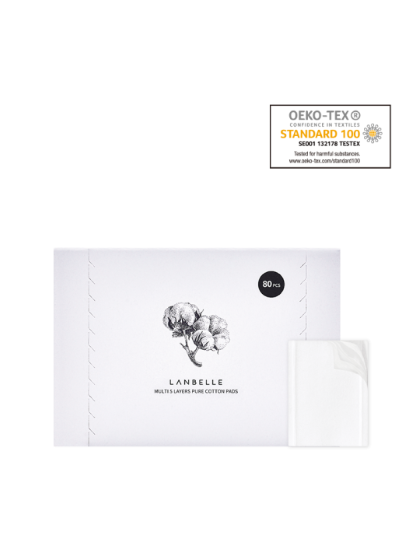 OEKO-TEX®
CONFIDENCE IN TEXTILES
STANDARD 100
SE001 132178 TESTEX
Tested for harmful substances.
www.oeko-tex.com/standard100
80 PCS
LANBELLE
MULTE 5 LAYERS PURE COTTON PADS